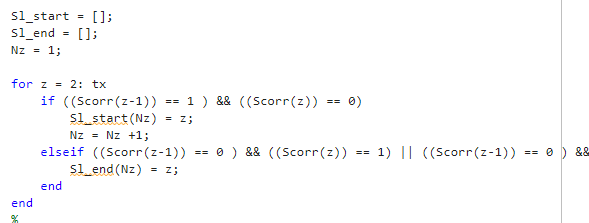 Sl_start = [];
Sl_end = [];
Nz = 1;
for z = 2: tx
if ((Scorr(z-1)) == 1 ) && ((Scorr(z)) == 0)
Sl_start(Nz) = z;
Nz = Nz +1;
elseif ((Scorr(z-1)) == 0 ) && ((Scorr(z)) == 1) || ((Scorr(z-1)) == 0 ) &&
Sl_end(Nz) = z;
end
end
%